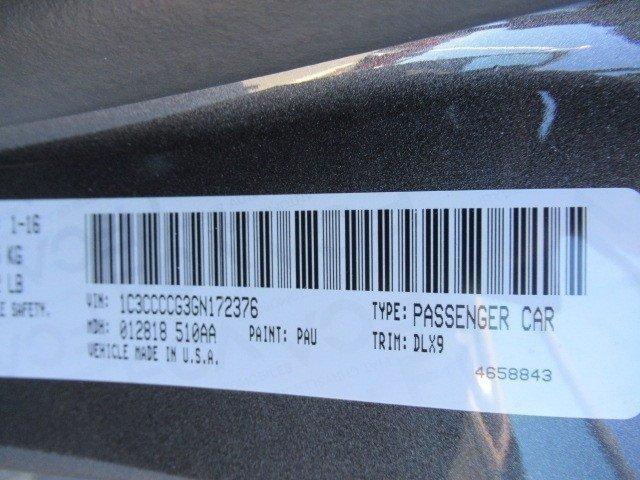 1-16
KG
LB
SAFETY.
VIN: 1C3CCCCG3GN172376
TYPE: PASSENGER CAR
MDH: 012818 510AA PAINT: PAU
TRIM: DLX9
VEHICLE MADE IN U.S.A.
4658843